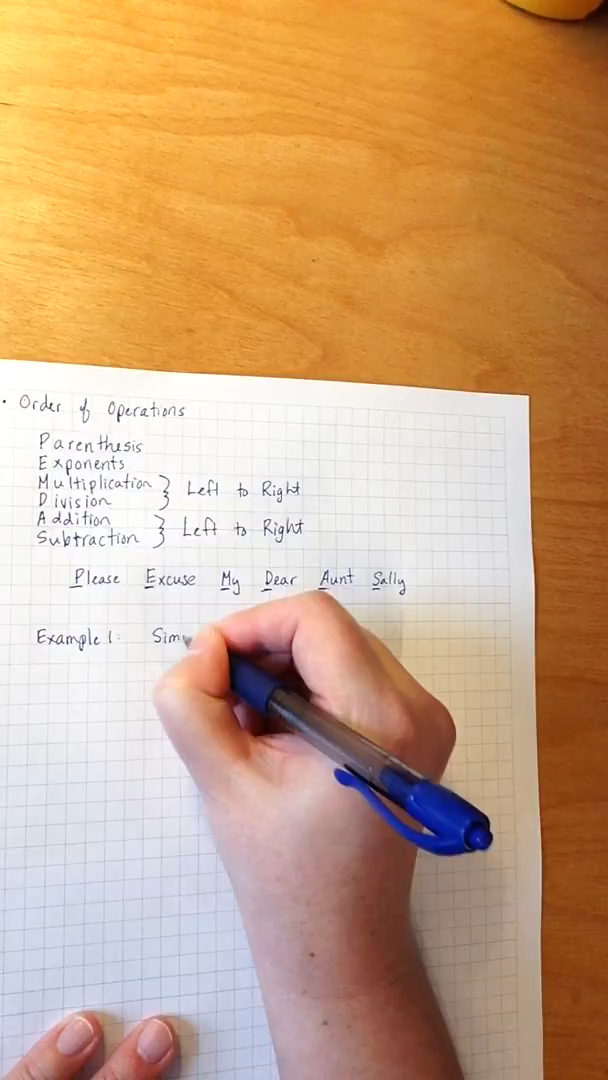 • Order of Operations
Parenthesis
Exponents
Multiplication } Left to Right
Division
Addition } Left to Right
Subtraction
Please Excuse My Dear Aunt Sally
Example 1: Sim